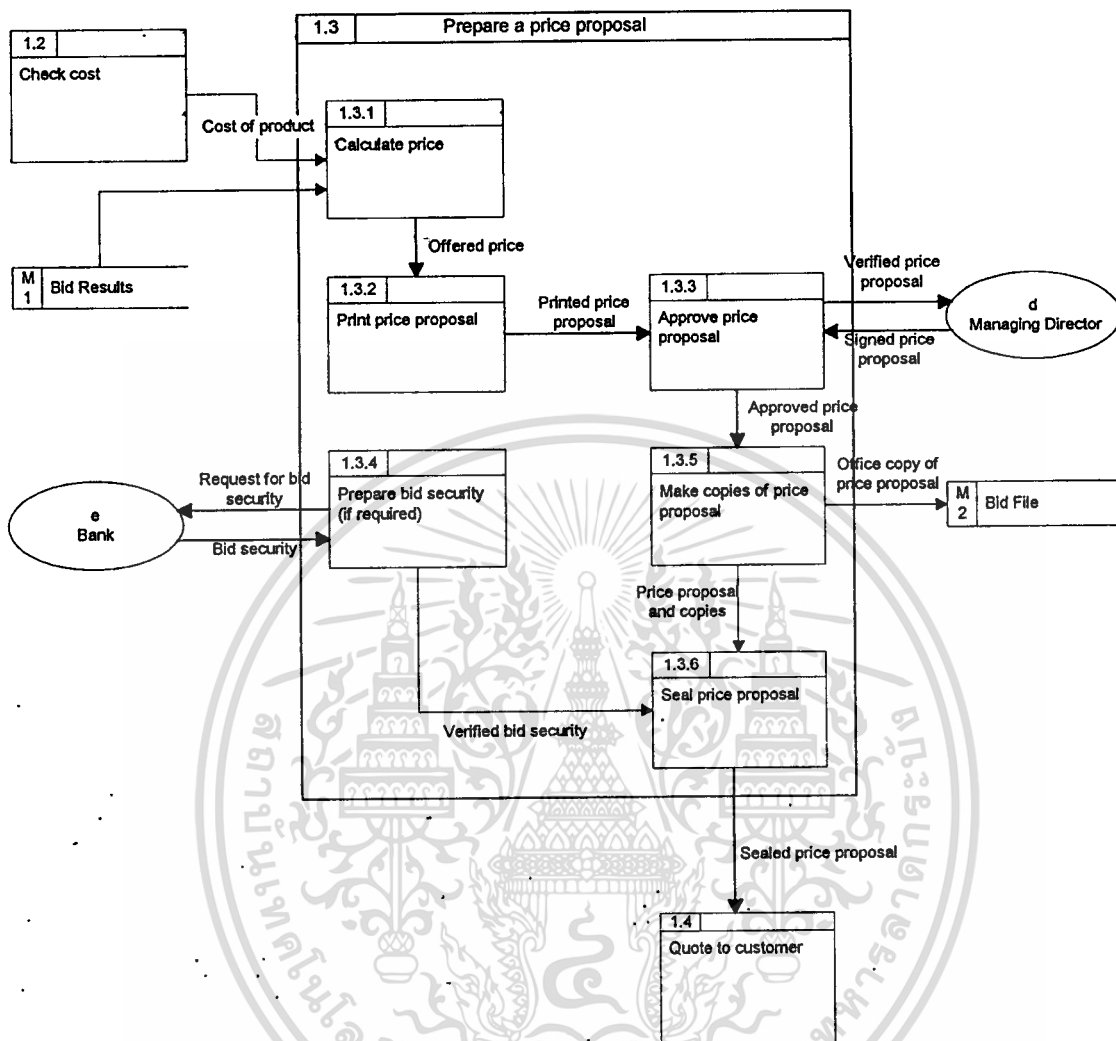 1.3
Prepare a price proposal
1.2
Check cost
Cost of product
1.3.1
Calculate price
Offered price
M
1
Bid Results
1.3.2
Print price proposal
Printed price
proposal
1.3.3
Approve price
proposal
Verified price
proposal
d
Managing Director
Signed price
proposal
Approved price
proposal
1.3.4
Prepare bid security
(if required)
Request for bid
security
e
Bank
Bid security
1.3.5
Make copies of price
proposal
Office copy of
price proposal
M
2
Bid File
Price proposal
and copies
1.3.6
Seal price proposal
Verified bid security
Sealed price proposal
1.4
Quote to customer